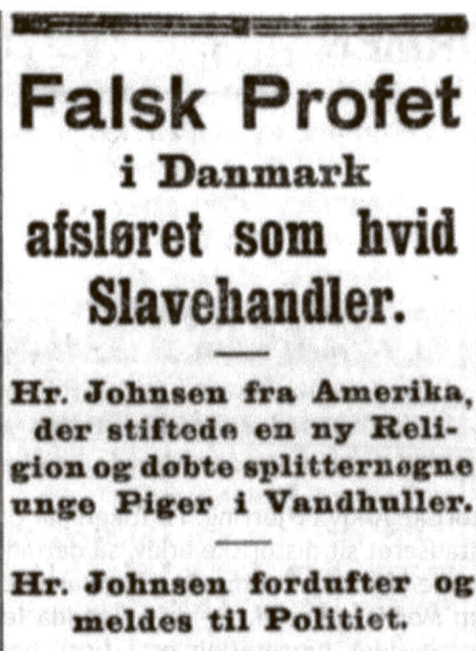 Falsk Profet
i Danmark
afsløret som hvid
Slavehandler.
Hr. Johnsen fra Amerika,
der stiftede en ny Reli-
gion og døbte splitternøgne
unge Piger i Vandhuller.
Hr. Johnsen fordufter og
meldes til Politiet.